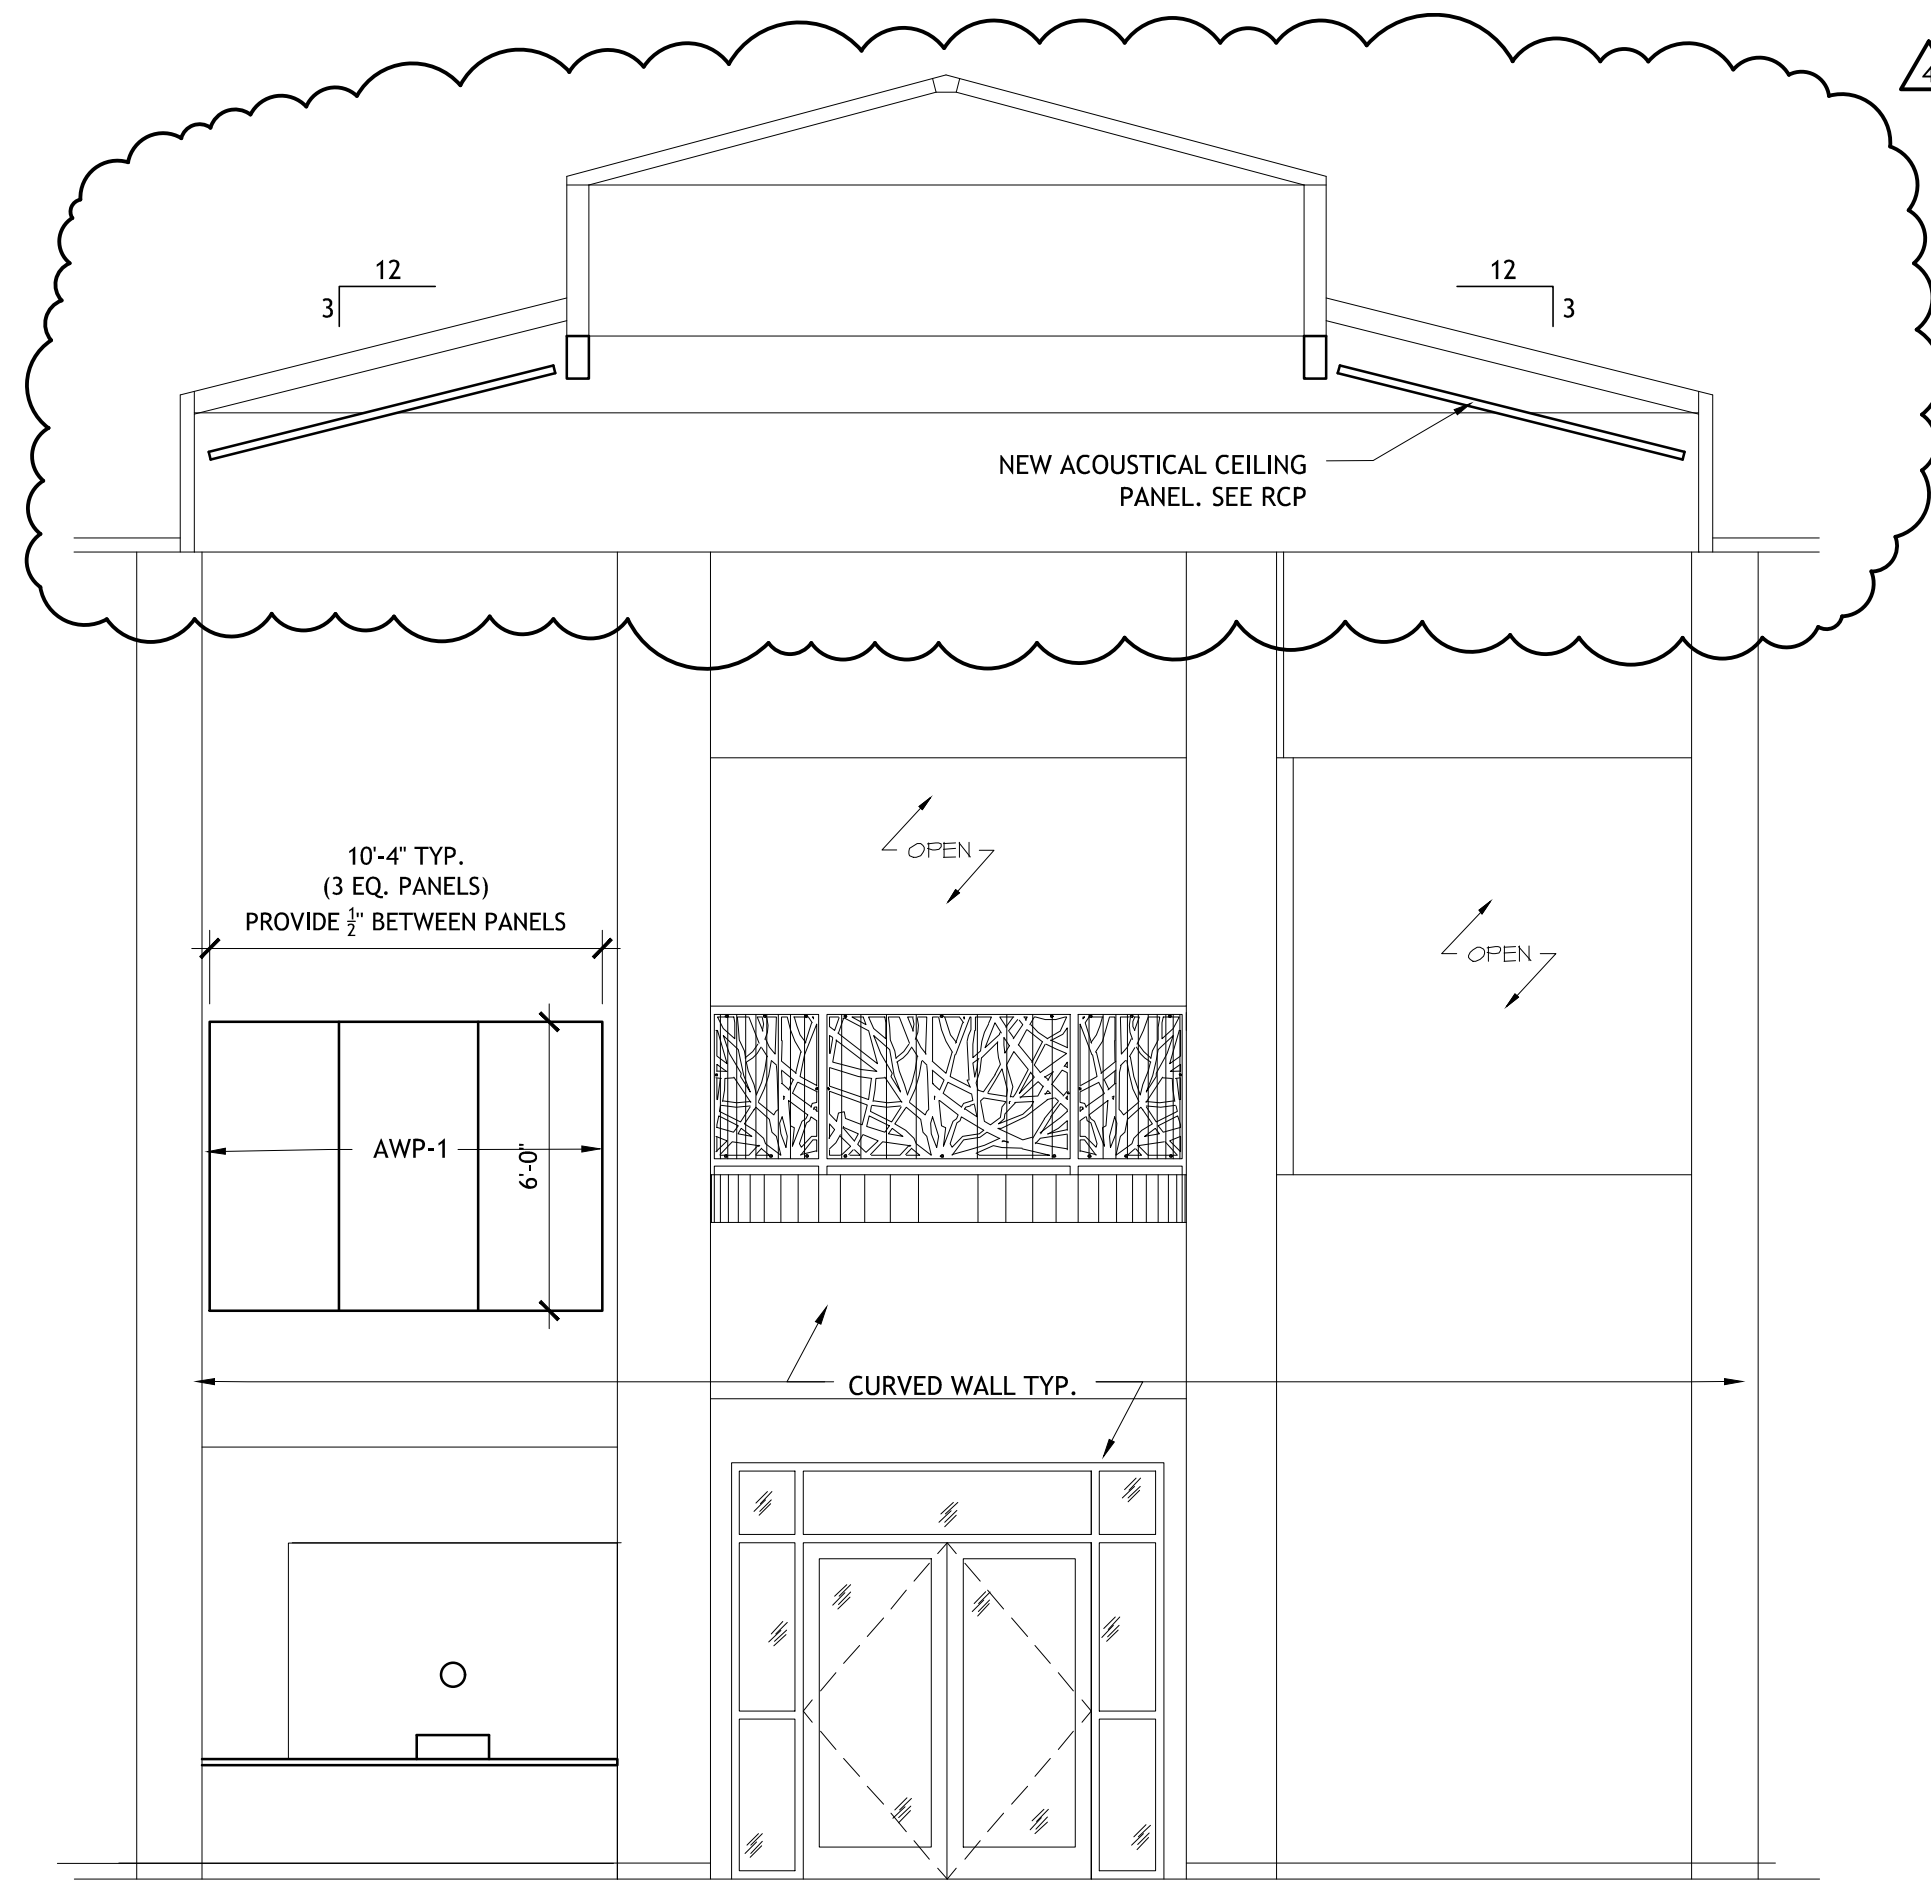 4
12
3
12
3
NEW ACOUSTICAL CEILING
PANEL. SEE RCP
10'-4" TYP.
(3 EQ. PANELS)
PROVIDE ½" BETWEEN PANELS
OPEN
OPEN
AWP-1
6'-0"
CURVED WALL TYP.